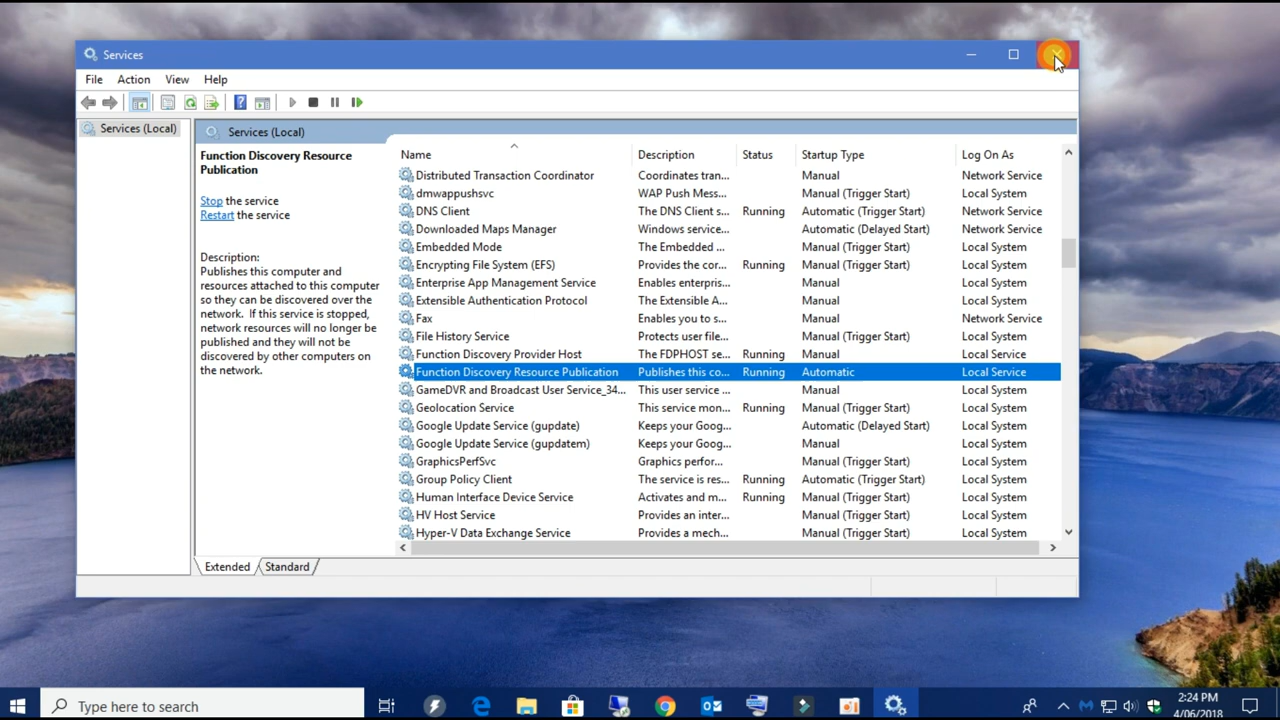 Services
File Action View Help
Services (Local)
Services (Local)
Function Discovery Resource
Publication
Stop the service
Restart the service
Description:
Publishes this computer and
resources attached to this computer
so they can be discovered over the
network. If this service is stopped,
network resources will no longer be
published and they will not be
discovered by other computers on
the network.
Name Description Status Startup Type Log On As
Distributed Transaction Coordinator Coordinates tran... Manual Network Service
dmwappushsvc WAP Push Mess... Manual (Trigger Start) Local System
DNS Client The DNS Client s... Running Automatic (Trigger Start) Network Service
Downloaded Maps Manager Windows service... Automatic (Delayed Start) Network Service
Embedded Mode The Embedded ... Manual (Trigger Start) Local System
Encrypting File System (EFS) Provides the cor... Running Manual (Trigger Start) Local System
Enterprise App Management Service Enables enterpris... Manual Local System
Extensible Authentication Protocol The Extensible A... Manual Local System
Fax Enables you to s... Manual Network Service
File History Service Protects user file... Manual (Trigger Start) Local System
Function Discovery Provider Host The FDPHOST se... Running Manual Local Service
Function Discovery Resource Publication Publishes this co... Running Automatic Local Service
GameDVR and Broadcast User Service_34... This user service ... Manual Local System
Geolocation Service This service mon... Running Manual (Trigger Start) Local System
Google Update Service (gupdate) Keeps your Goog... Automatic (Delayed Start) Local System
Google Update Service (gupdatem) Keeps your Goog... Manual Local System
GraphicsPerfSvc Graphics perfor... Manual (Trigger Start) Local System
Group Policy Client The service is res... Running Automatic (Trigger Start) Local System
Human Interface Device Service Activates and m... Running Manual (Trigger Start) Local System
HV Host Service Provides an inter... Manual (Trigger Start) Local System
Hyper-V Data Exchange Service Provides a mech... Manual (Trigger Start) Local System
Extended Standard
Type here to search
2:24 PM
4/06/2018